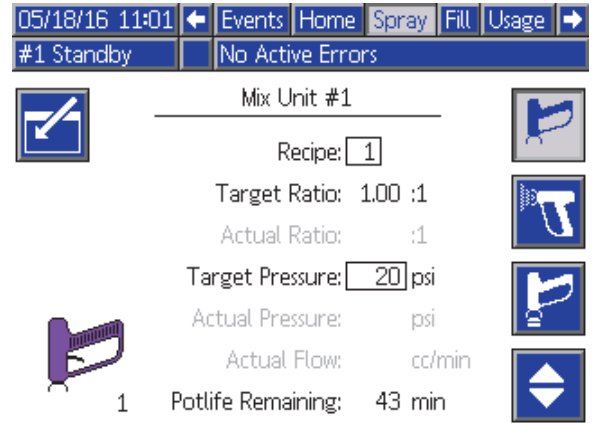 05/18/16 11:01 Events Home Spray Fill Usage
#1 Standby No Active Errors
Mix Unit #1
Recipe: 1
Target Ratio: 1.00 :1
Actual Ratio: :1
Target Pressure: 20 psi
Actual Pressure: psi
Actual Flow: cc/min
1 Potlife Remaining: 43 min